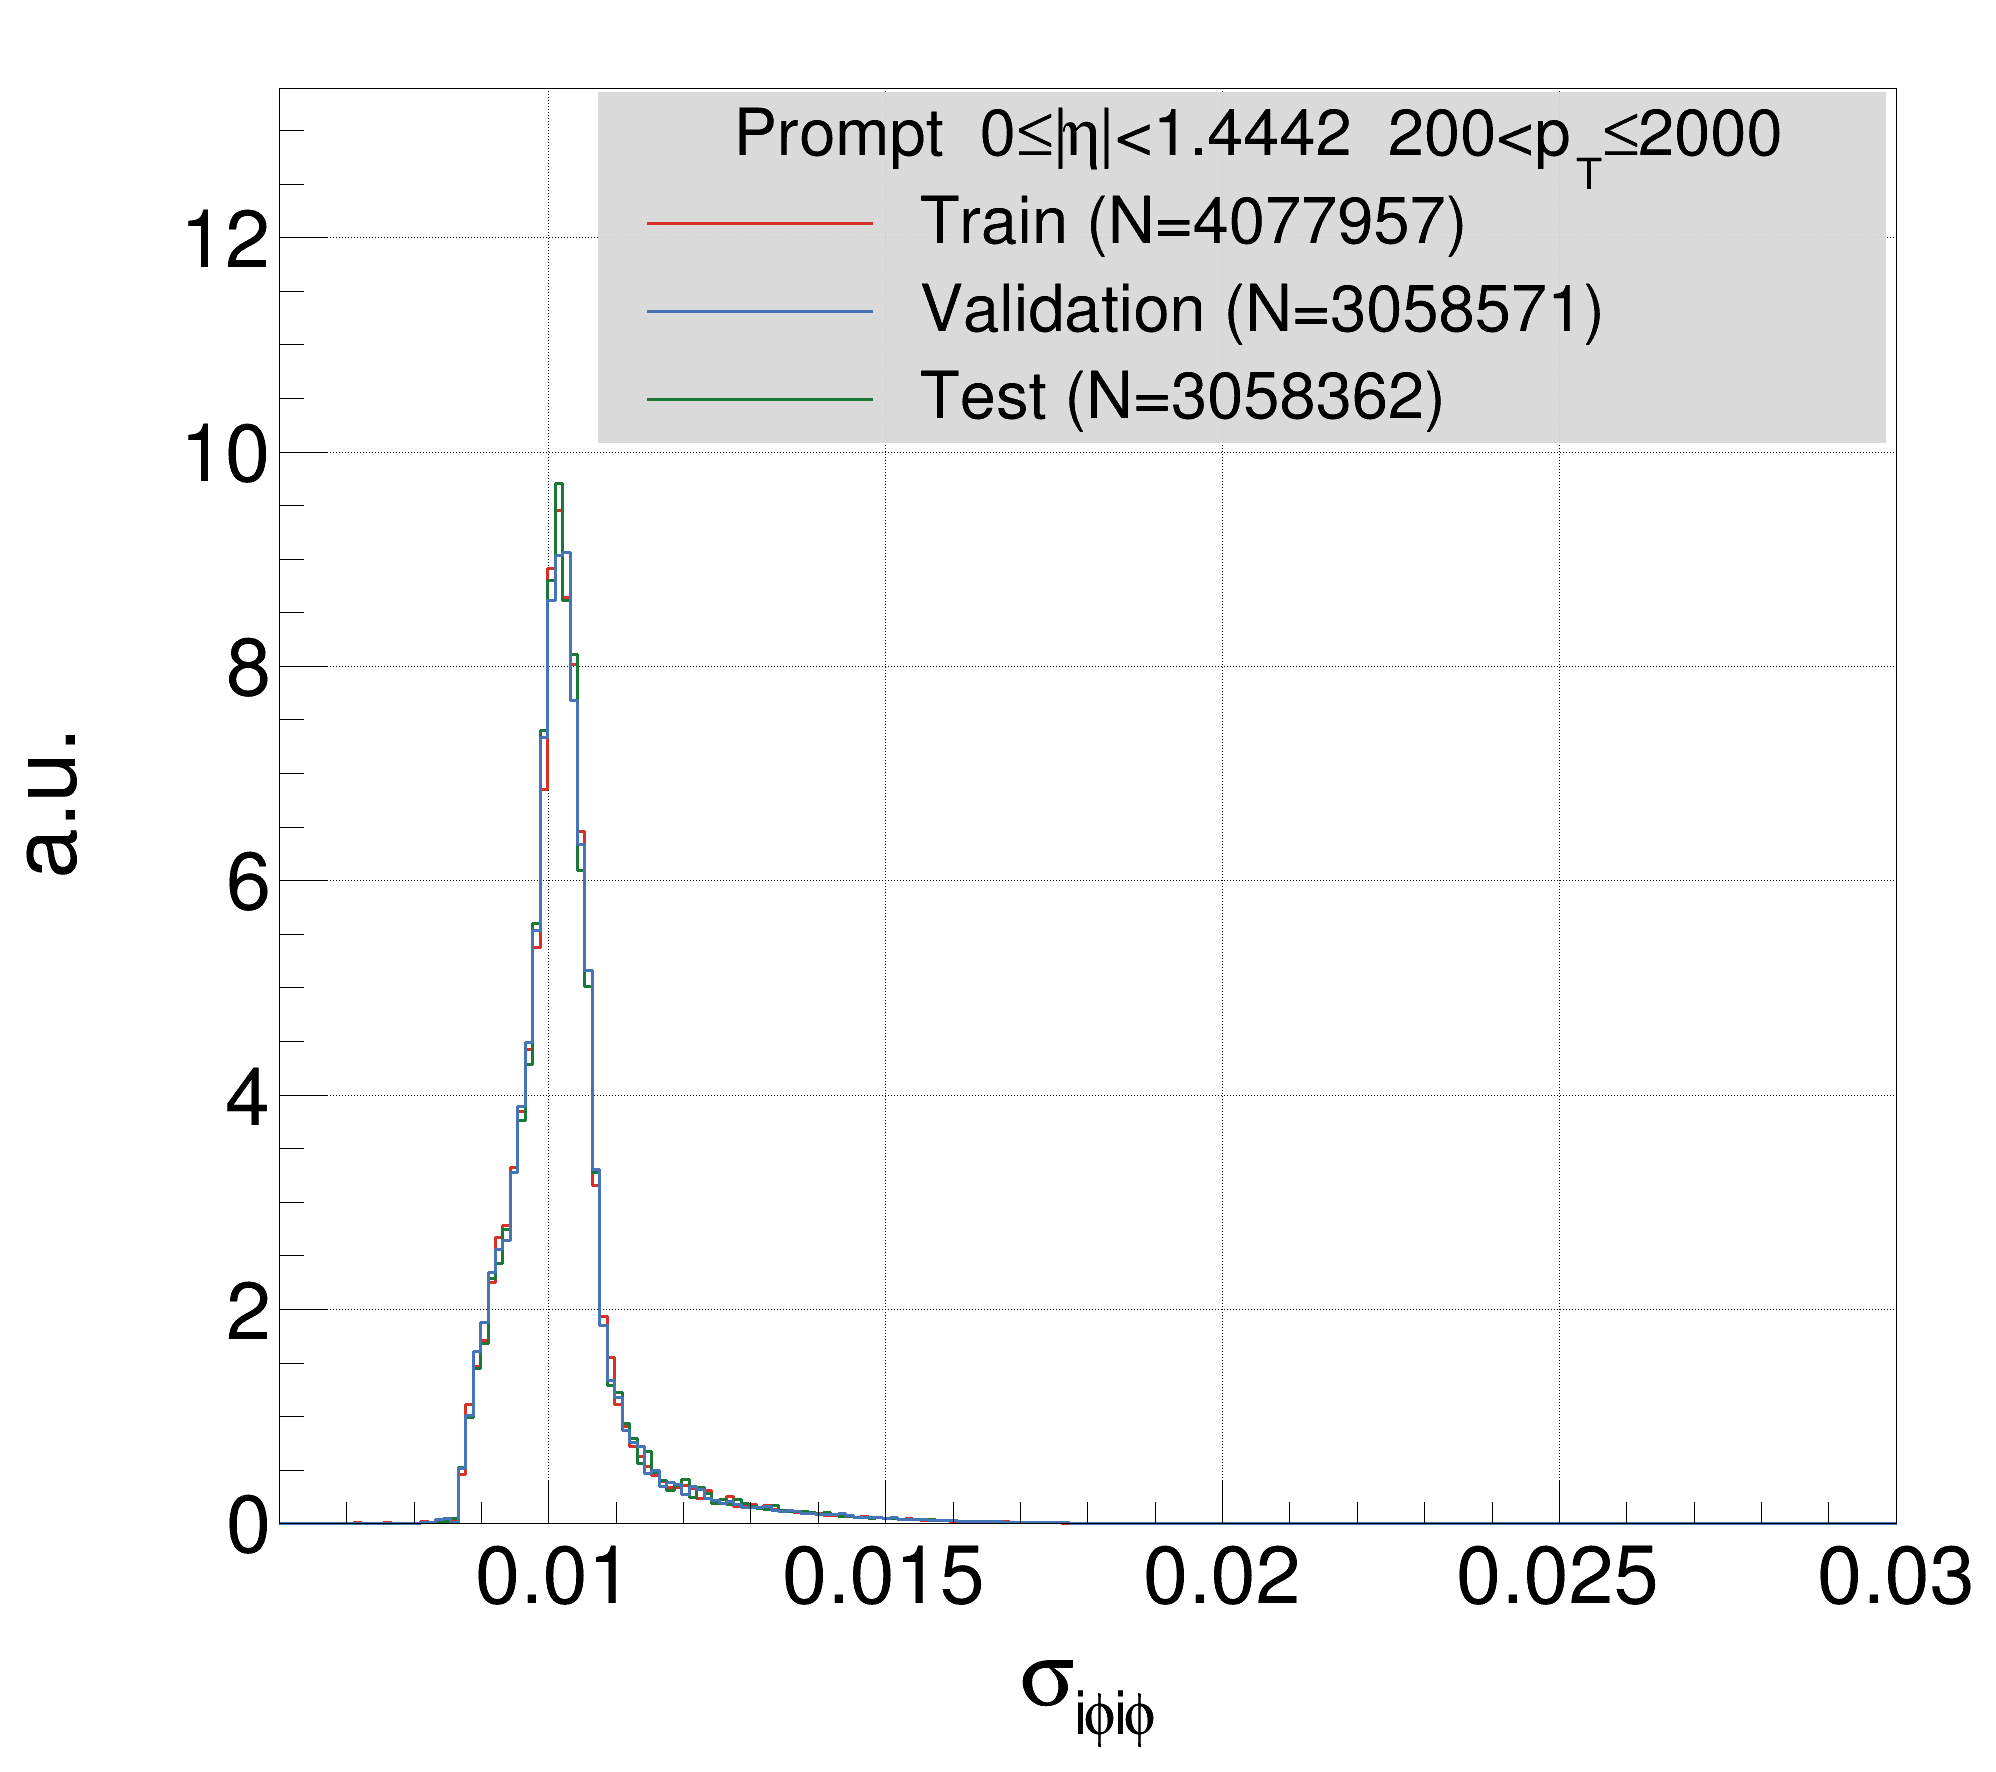 Prompt 0≤|η|<1.4442 200<p_T≤2000
Train (N=4077957)
Validation (N=3058571)
Test (N=3058362)
12
10
8
6
4
2
0
a.u.
0.01 0.015 0.02 0.025 0.03
σ_iφiφ